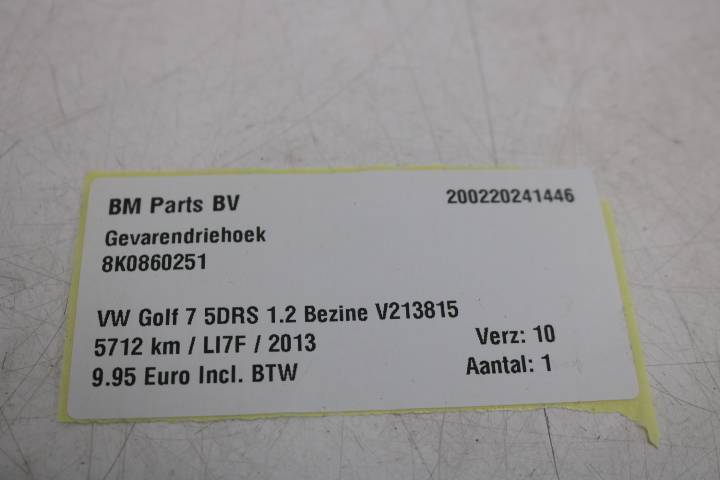 BM Parts BV 200220241446
Gevarendriehoek
8K0860251
VW Golf 7 5DRS 1.2 Bezine V213815
5712 km / LI7F / 2013 Verz: 10
9.95 Euro Incl. BTW Aantal: 1